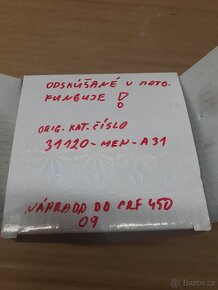 ODSKÚŠANÉ V MOTO.
FUNGUJE !
ORIG. KAT. ČÍSLO
31120-MEN-A31
NÁHRADA DO CRF 450
09
Bazos.cz